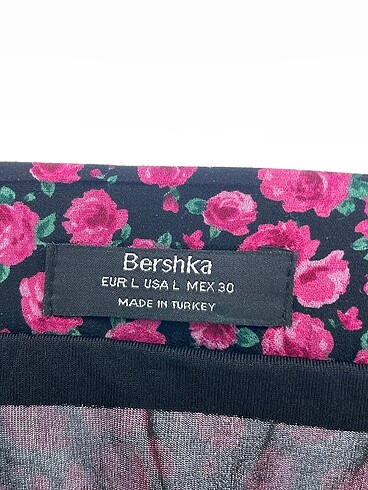 Bershka
EUR L USA L MEX 30
MADE IN TURKEY